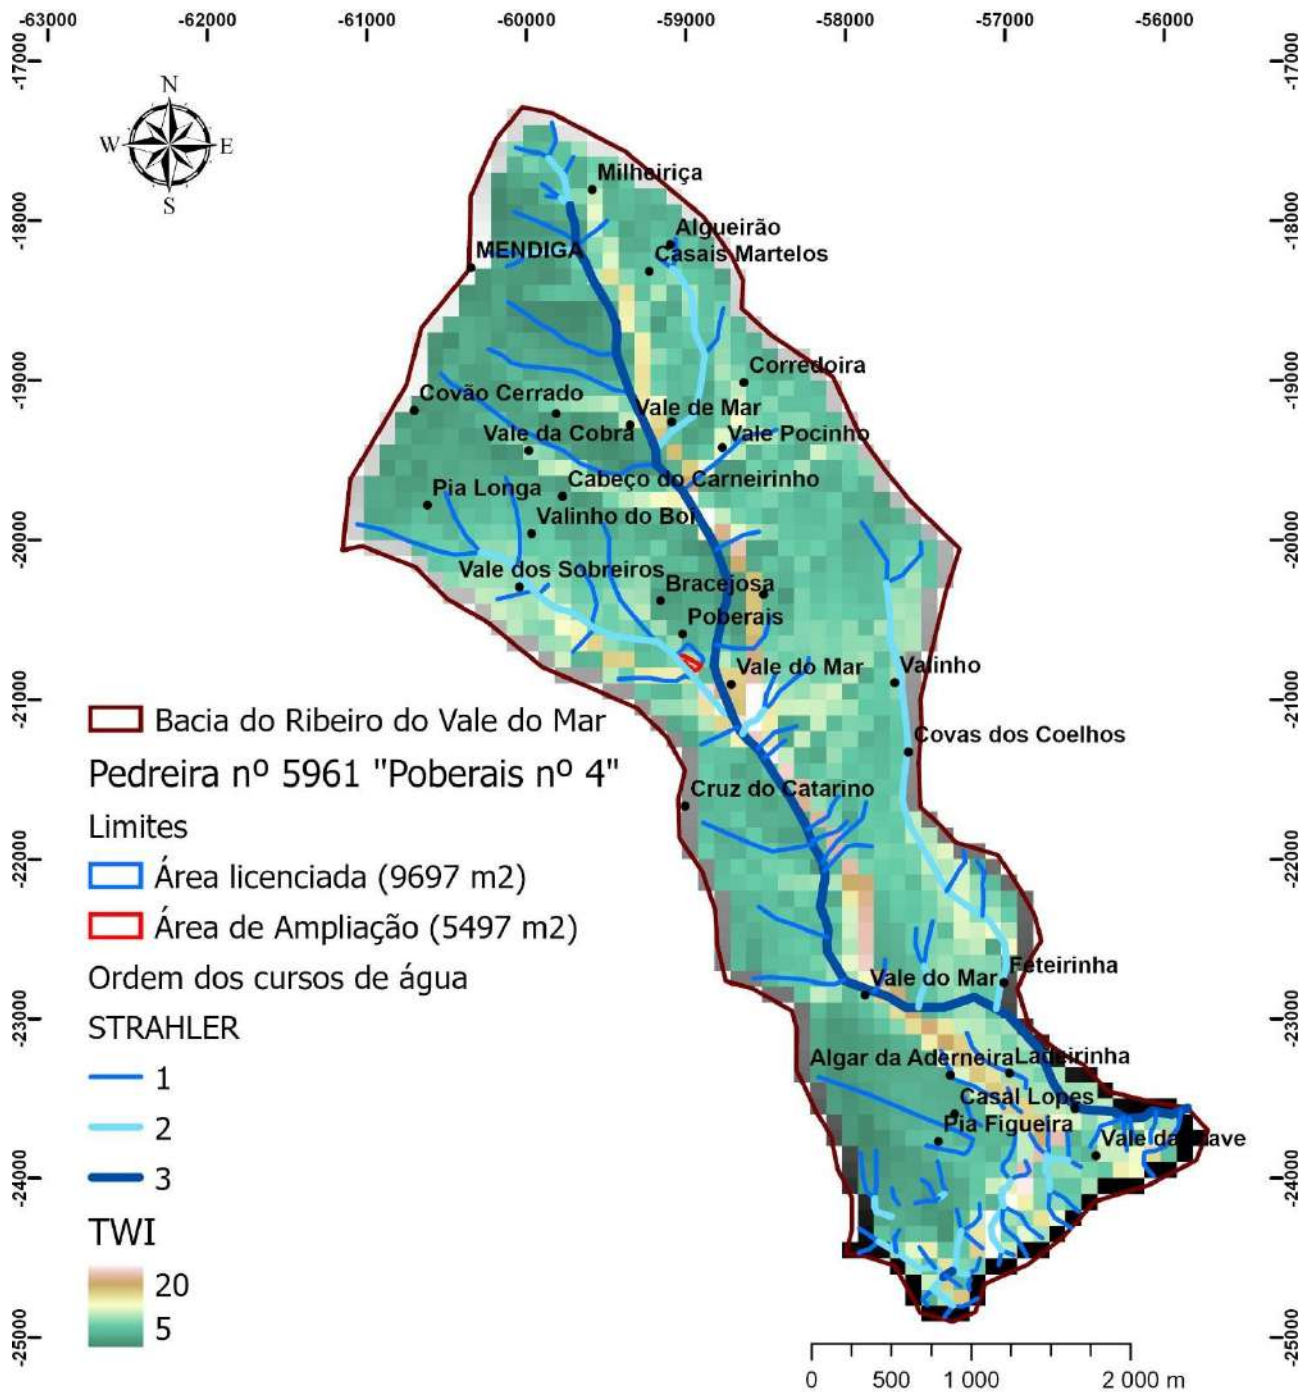 -63000 -62000 -61000 -60000 -59000 -58000 -57000 -56000
-17000 -17000
N
W E
S
Milheiriça
-18000 -18000
Algueirão
MENDIGA
Casais Martelos
Corredoira
-19000 -19000
Covão Cerrado
Vale de Mar
Vale da Cobra
Vale Pocinho
Cabeço do Carneirinho
Pia Longa
Valinho do Boi
-20000 -20000
Vale dos Sobreiros
Bracejosa
Poberais
Vale do Mar
Valinho
-21000 -21000
Bacia do Ribeiro do Vale do Mar
Covas dos Coelhos
Pedreira nº 5961 "Poberais nº 4"
Cruz do Catarino
Limites
-22000 -22000
Área licenciada (9697 m2)
Área de Ampliação (5497 m2)
Ordem dos cursos de água
Vale do Mar
Feteirinha
STRAHLER
-23000 -23000
Algar da Aderneira
Ladeirinha
1
Casal Lopes
Pia Figueira
2
Vale da ave
3
-24000 -24000
TWI
20
5
-25000 -25000
0 500 1 000 2 000 m